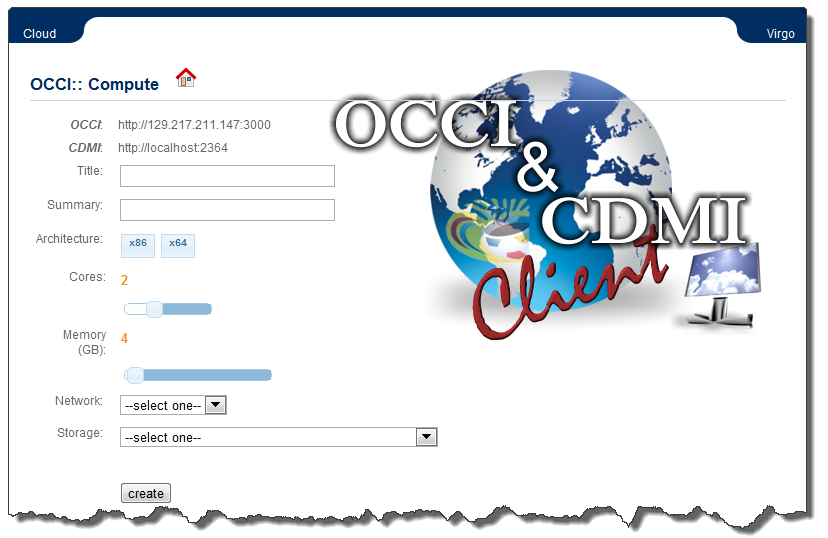 Cloud
Virgo
OCCI:: Compute
OCCI: http://129.217.211.147:3000
CDMI: http://localhost:2364
Title:
Summary:
Architecture: x86 x64
Cores: 2
Memory 4
(GB):
Network: --select one--
Storage: --select one--
create
OCCI
&
CDMI
Client